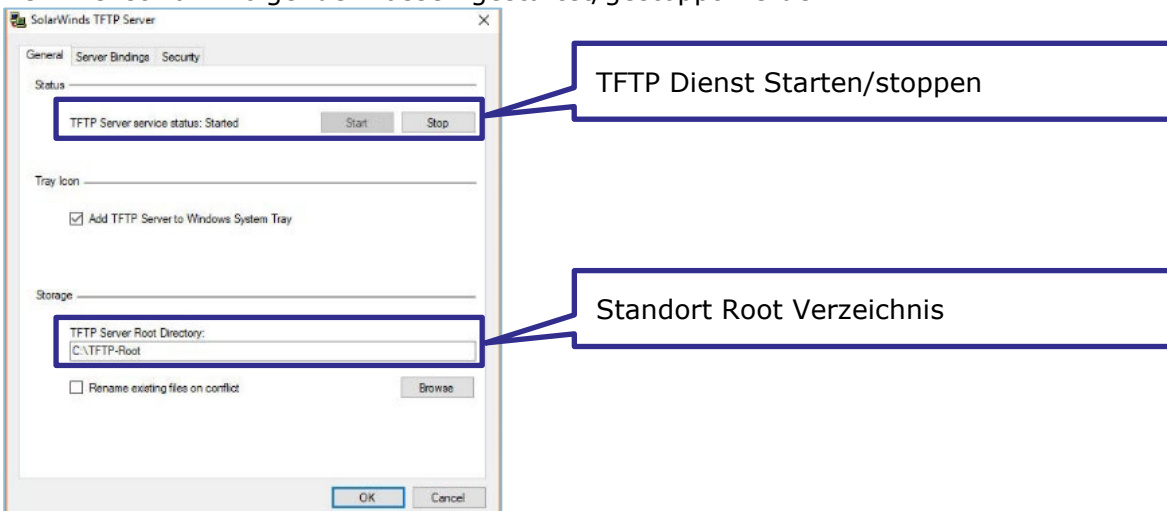 SolarWinds TFTP Server
General Server Bindings Security
Status
TFTP Server service status: Started Start Stop
TFTP Dienst Starten/stoppen
Tray Icon
Add TFTP Server to Windows System Tray
Storage
TFTP Server Root Directory:
C:\TFTP-Root
Standort Root Verzeichnis
Rename existing files on conflict Browse
OK Cancel